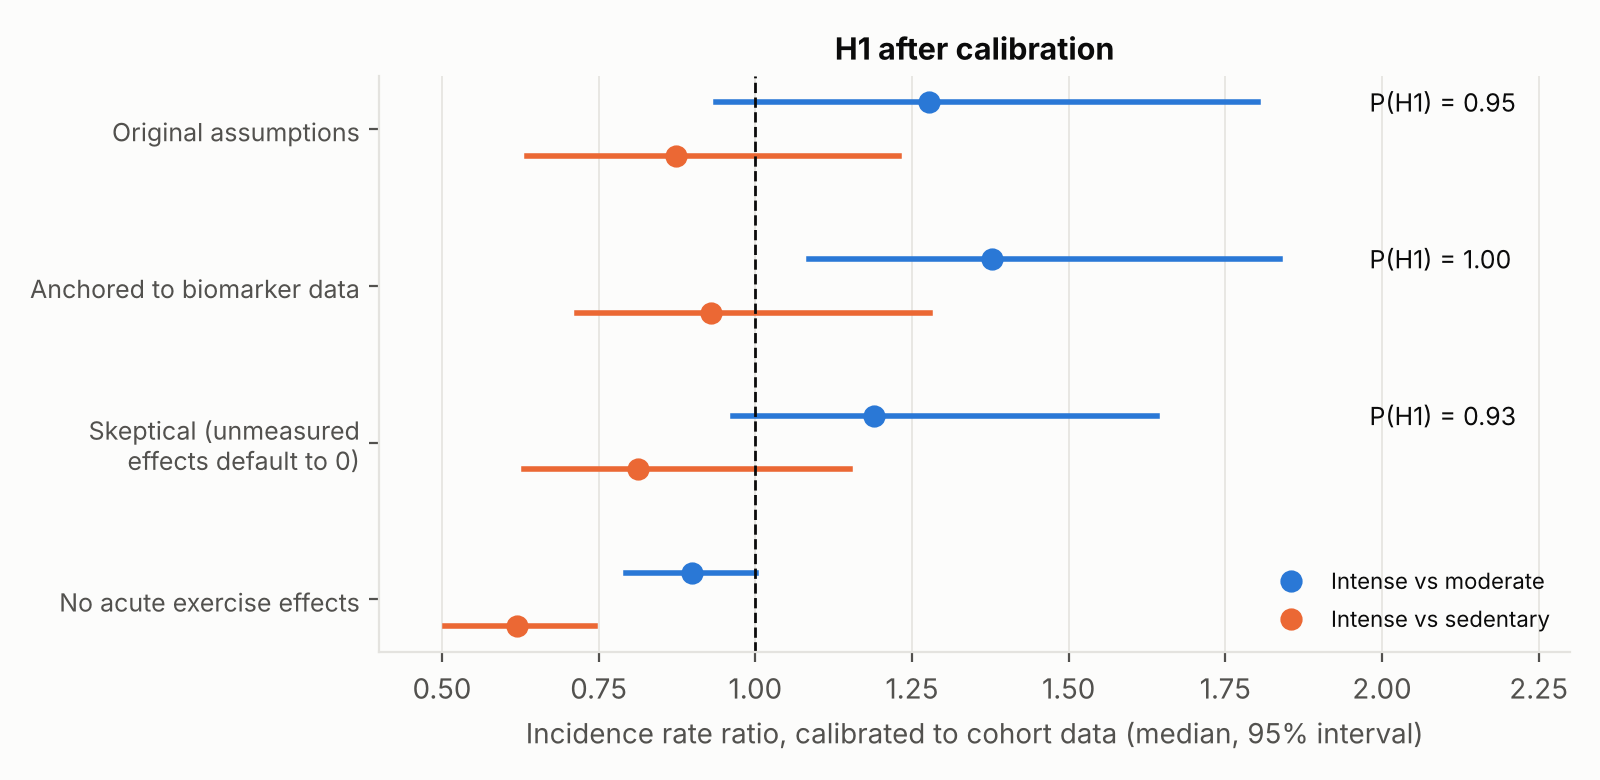 H1 after calibration
Original assumptions
P(H1) = 0.95
Anchored to biomarker data
P(H1) = 1.00
Skeptical (unmeasured
effects default to 0)
P(H1) = 0.93
No acute exercise effects
Intense vs moderate
Intense vs sedentary
0.50 0.75 1.00 1.25 1.50 1.75 2.00 2.25
Incidence rate ratio, calibrated to cohort data (median, 95% interval)